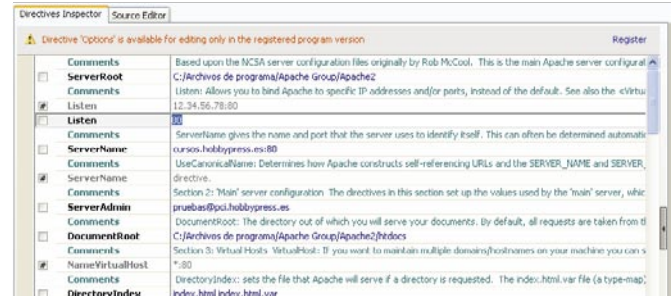 Directives Inspector Source Editor
Directive 'Options' is available for editing only in the registered program version Register
Comments Based upon the NCSA server configuration files originally by Rob McCool. This is the main Apache server configurat
ServerRoot C:/Archivos de programa/Apache Group/Apache2
Comments Listen: Allows you to bind Apache to specific IP addresses and/or ports, instead of the default. See also the <Virtu
Listen 12.34.56.78:80
Listen 80
Comments ServerName gives the name and port that the server uses to identify itself. This can often be determined automatic
ServerName cursos.hobbypress.es:80
Comments UseCanonicalName: Determines how Apache constructs self-referencing URLs and the SERVER_NAME and SERVER_
ServerName directive.
Comments Section 2: 'Main' server configuration The directives in this section set up the values used by the 'main' server, whic
ServerAdmin pruebas@pci.hobbypress.es
Comments DocumentRoot: The directory out of which you will serve your documents. By default, all requests are taken from t
DocumentRoot C:/Archivos de programa/Apache Group/Apache2/htdocs
Comments Section 3: Virtual Hosts VirtualHost: If you want to maintain multiple domains/hostnames on your machine you can s
NameVirtualHost *:80
Comments DirectoryIndex: sets the file that Apache will serve if a directory is requested. The index.html.var file (a type-map)
DirectoryIndex index.html index.html.var